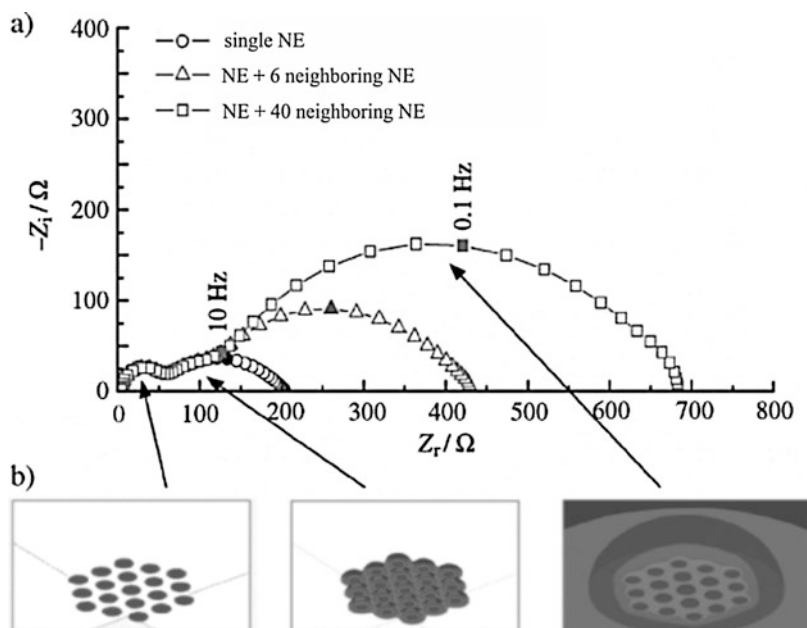 a)
400
single NE
NE + 6 neighboring NE
300
NE + 40 neighboring NE
−Zᵢ / Ω
200
10 Hz
0.1 Hz
100
0
0 100 200 300 400 500 600 700 800
Zᵣ / Ω
b)